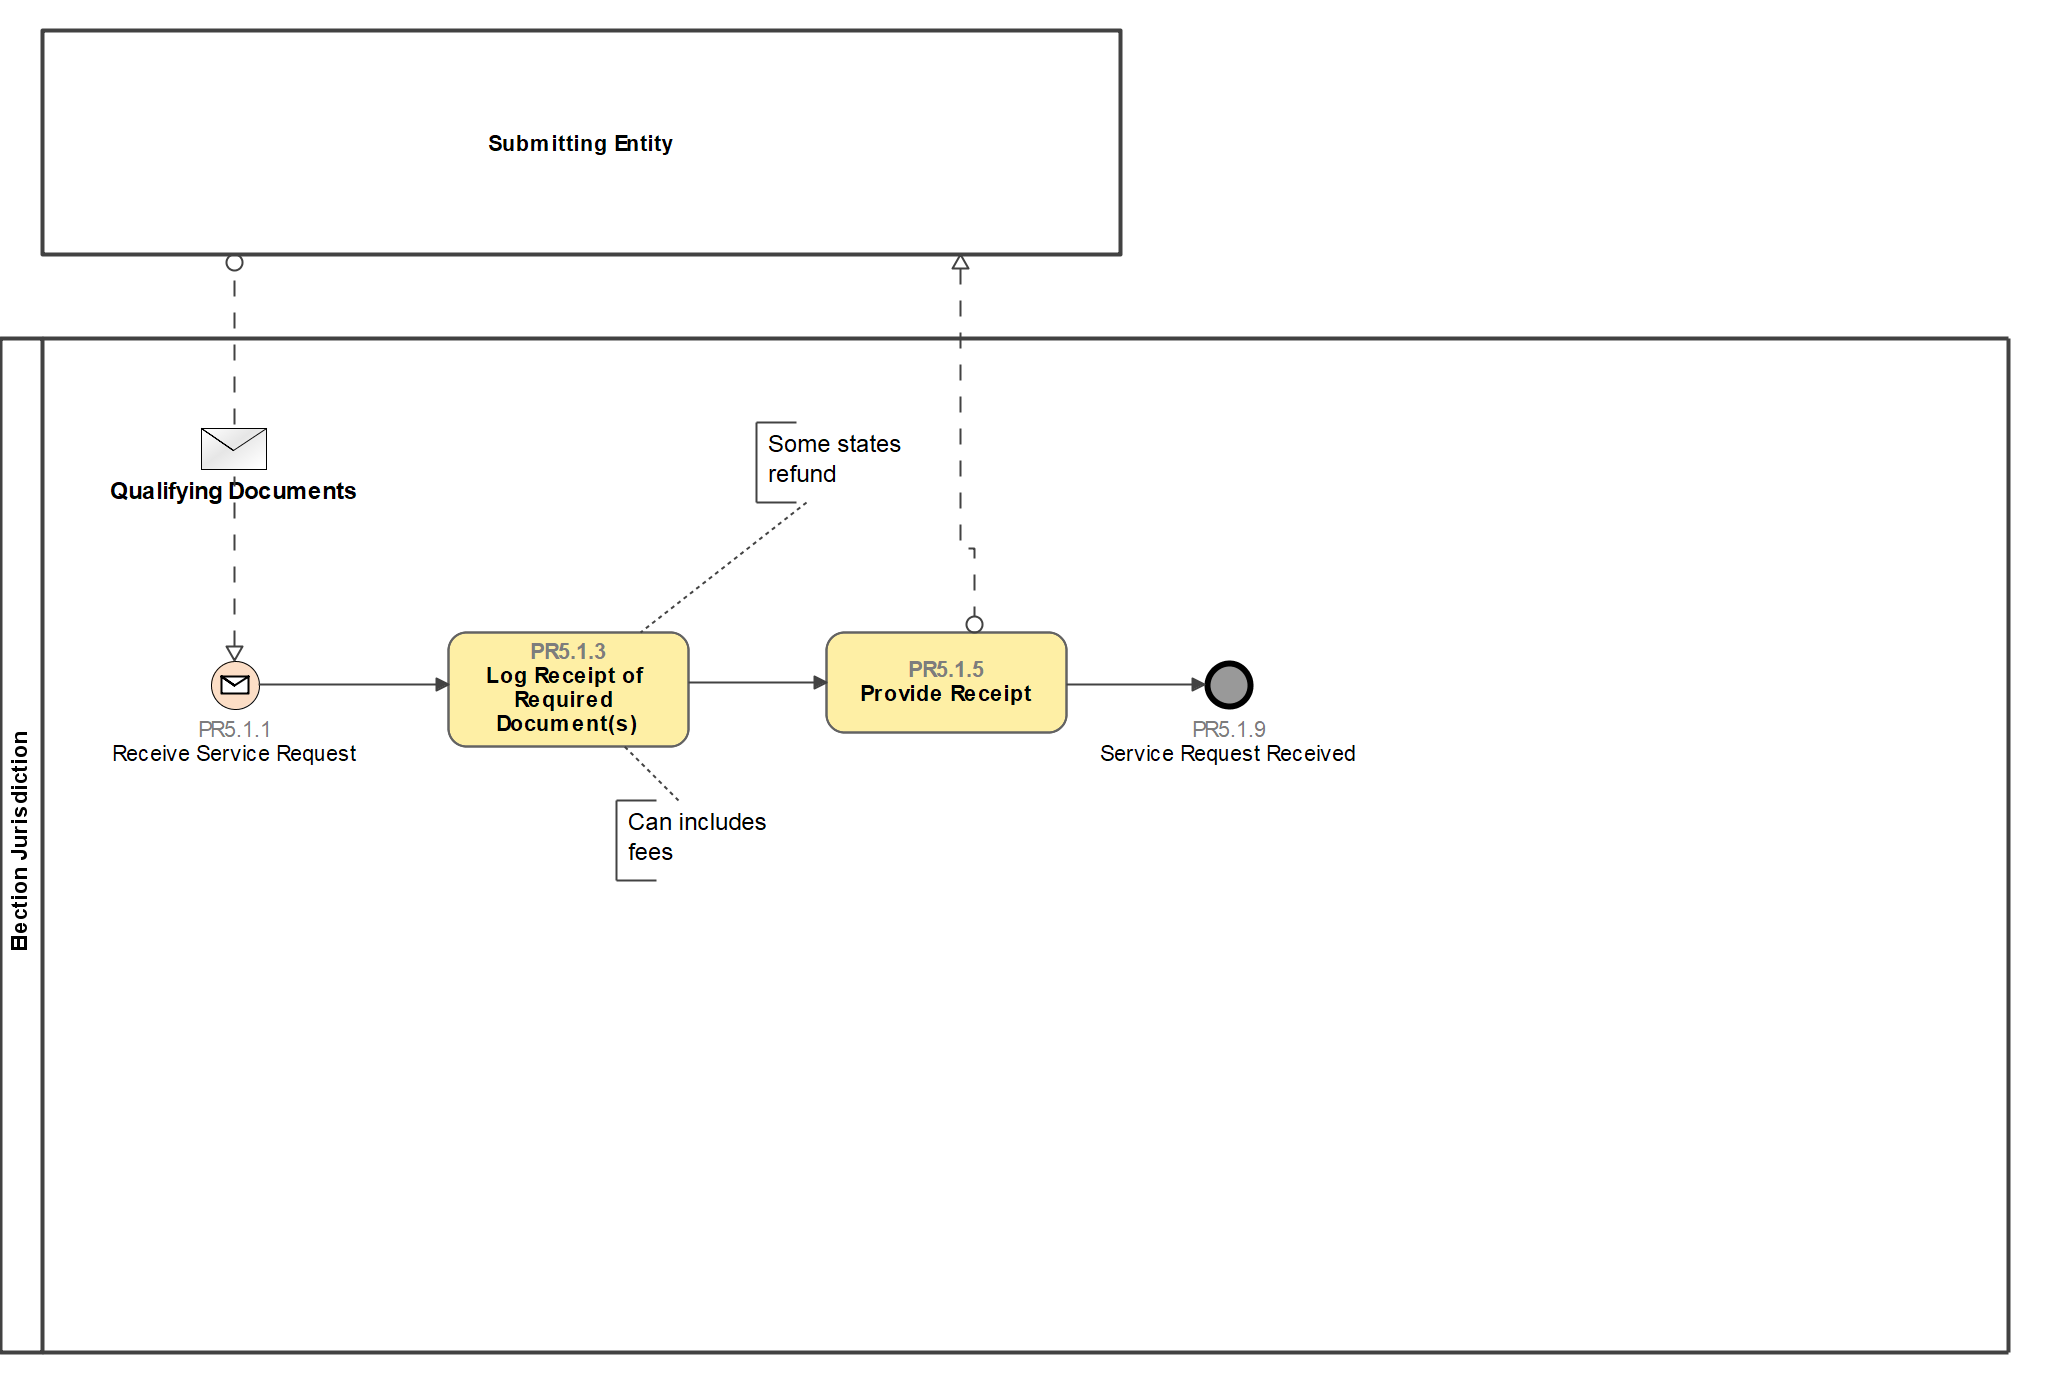 Submitting Entity
Election Jurisdiction
Qualifying Documents
Some states
refund
PR5.1.1
Receive Service Request
PR5.1.3
Log Receipt of
Required
Document(s)
PR5.1.5
Provide Receipt
PR5.1.9
Service Request Received
Can includes
fees